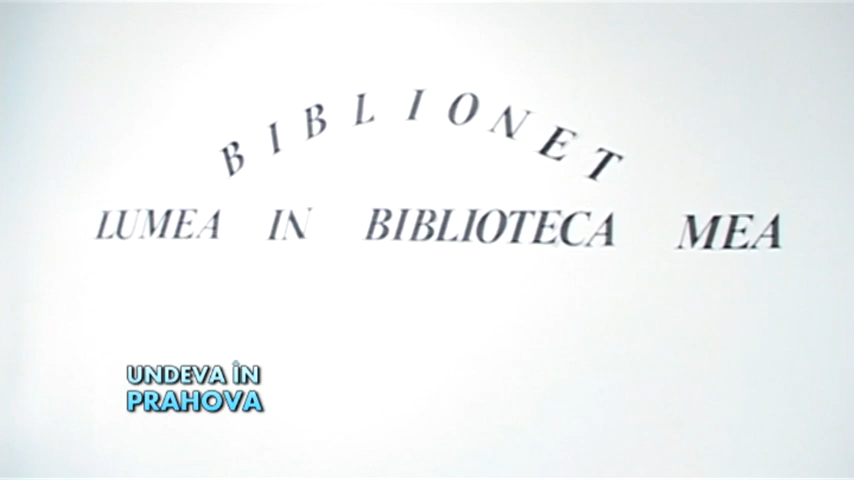 BIBLIONET
LUMEA IN BIBLIOTECA MEA
UNDEVA ÎN
PRAHOVA